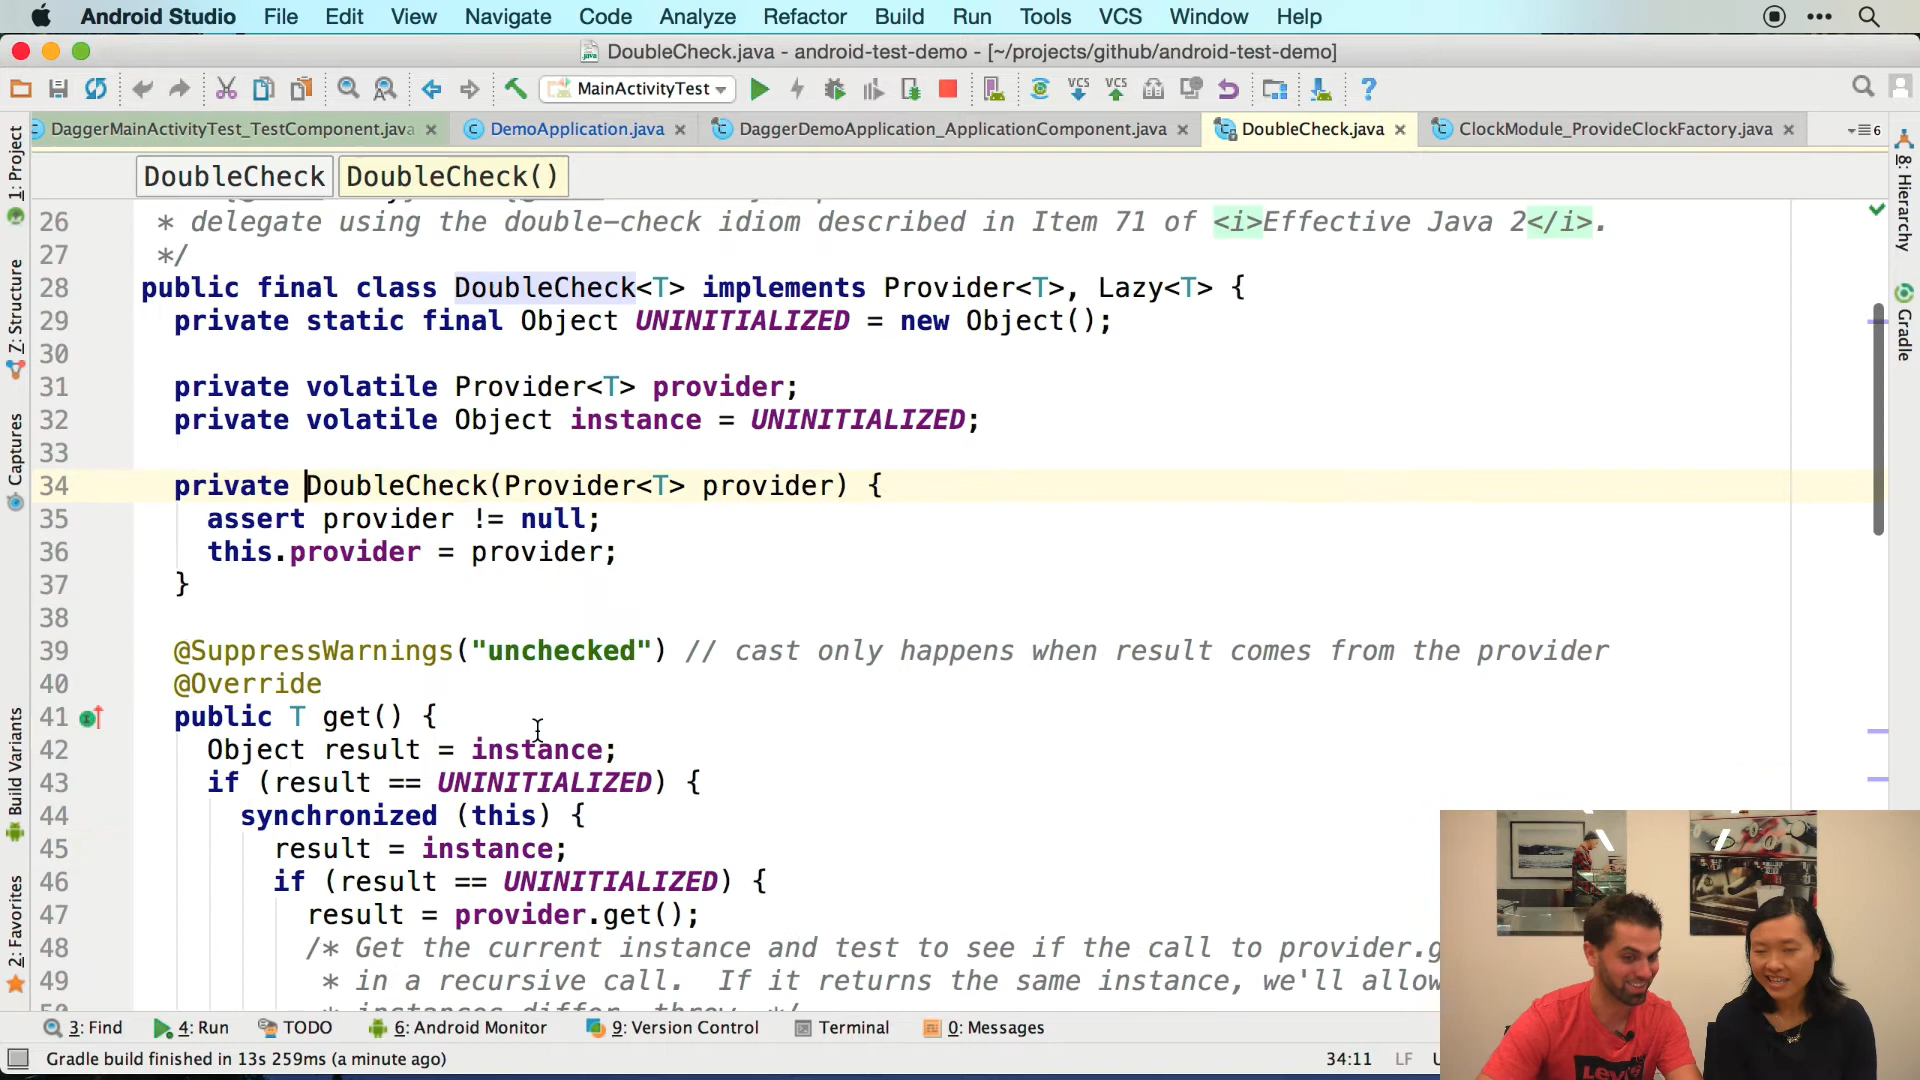 Android Studio File Edit View Navigate Code Analyze Refactor Build Run Tools VCS Window Help
DoubleCheck.java - android-test-demo - [~/projects/github/android-test-demo]
MainActivityTest VCS VCS ?
DaggerMainActivityTest_TestComponent.java DemoApplication.java DaggerDemoApplication_ApplicationComponent.java DoubleCheck.java ClockModule_ProvideClockFactory.java 6
DoubleCheck DoubleCheck()
1: Project
7: Structure
Captures
Build Variants
2: Favorites
8: Hierarchy
Gradle
26 * delegate using the double-check idiom described in Item 71 of <i>Effective Java 2</i>.
27 */
28 public final class DoubleCheck<T> implements Provider<T>, Lazy<T> {
29 private static final Object UNINITIALIZED = new Object();
30
31 private volatile Provider<T> provider;
32 private volatile Object instance = UNINITIALIZED;
33
34 private DoubleCheck(Provider<T> provider) {
35 assert provider != null;
36 this.provider = provider;
37 }
38
39 @SuppressWarnings("unchecked") // cast only happens when result comes from the provider
40 @Override
41 public T get() {
42 Object result = instance;
43 if (result == UNINITIALIZED) {
44 synchronized (this) {
45 result = instance;
46 if (result == UNINITIALIZED) {
47 result = provider.get();
48 /* Get the current instance and test to see if the call to provider.g
49 * in a recursive call. If it returns the same instance, we'll allow
50 * instances differ, throw. */
3: Find 4: Run TODO 6: Android Monitor 9: Version Control Terminal 0: Messages
Gradle build finished in 13s 259ms (a minute ago) 34:11 LF